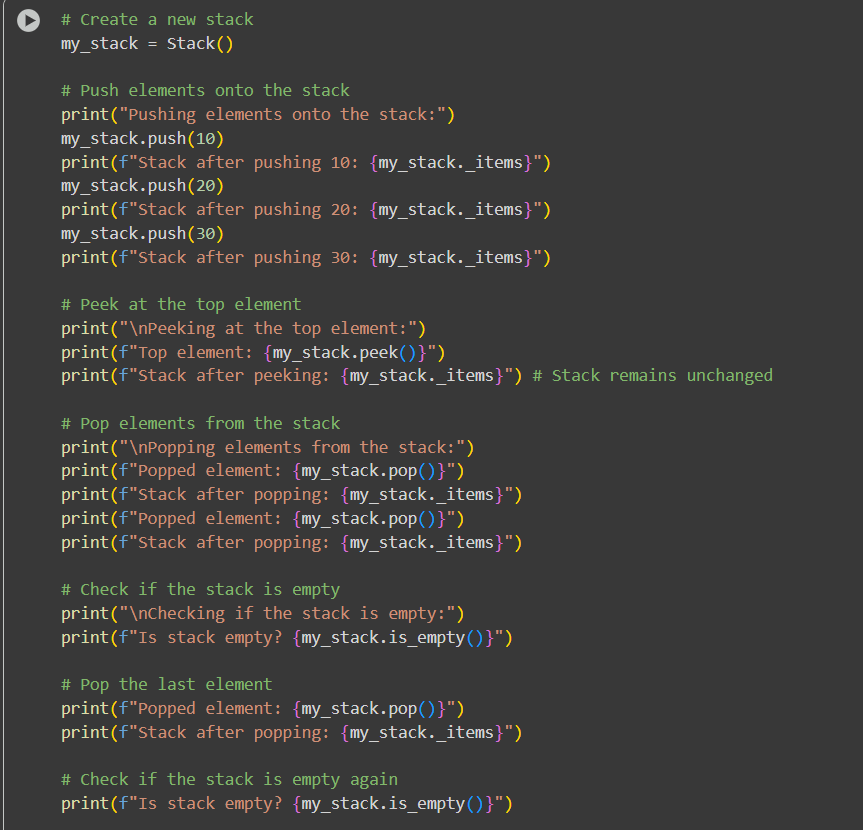 # Create a new stack
my_stack = Stack()
# Push elements onto the stack
print("Pushing elements onto the stack:")
my_stack.push(10)
print(f"Stack after pushing 10: {my_stack._items}")
my_stack.push(20)
print(f"Stack after pushing 20: {my_stack._items}")
my_stack.push(30)
print(f"Stack after pushing 30: {my_stack._items}")
# Peek at the top element
print("\nPeeking at the top element:")
print(f"Top element: {my_stack.peek()}")
print(f"Stack after peeking: {my_stack._items}") # Stack remains unchanged
# Pop elements from the stack
print("\nPopping elements from the stack:")
print(f"Popped element: {my_stack.pop()}")
print(f"Stack after popping: {my_stack._items}")
print(f"Popped element: {my_stack.pop()}")
print(f"Stack after popping: {my_stack._items}")
# Check if the stack is empty
print("\nChecking if the stack is empty:")
print(f"Is stack empty? {my_stack.is_empty()}")
# Pop the last element
print(f"Popped element: {my_stack.pop()}")
print(f"Stack after popping: {my_stack._items}")
# Check if the stack is empty again
print(f"Is stack empty? {my_stack.is_empty()}")